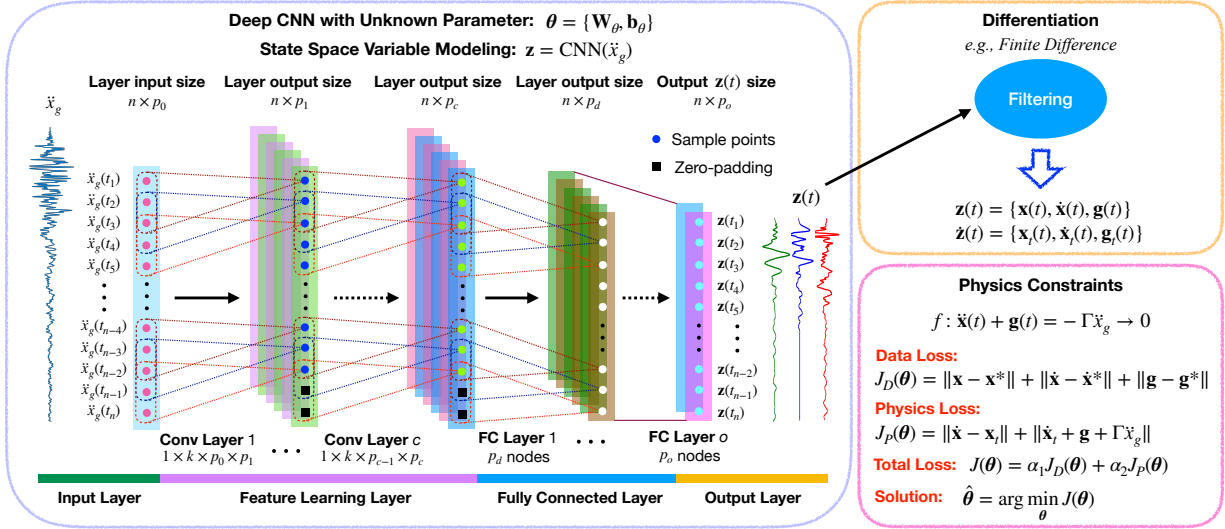 Deep CNN with Unknown Parameter: 𝜽 = {W_θ, b_θ}
State Space Variable Modeling: z = CNN(ẍ_g)
Layer input size Layer output size Layer output size Layer output size Output z(t) size
n × p_0 n × p_1 n × p_c n × p_d n × p_o
ẍ_g
Sample points
Zero-padding
ẍ_g(t_1)
ẍ_g(t_2)
ẍ_g(t_3)
ẍ_g(t_4)
ẍ_g(t_5)
ẍ_g(t_{n−4})
ẍ_g(t_{n−3})
ẍ_g(t_{n−2})
ẍ_g(t_{n−1})
ẍ_g(t_n)
z(t)
z(t_1)
z(t_2)
z(t_3)
z(t_4)
z(t_5)
z(t_{n−2})
z(t_{n−1})
z(t_n)
Conv Layer 1 Conv Layer c FC Layer 1 FC Layer o
1 × k × p_0 × p_1 1 × k × p_{c−1} × p_c p_d nodes p_o nodes
Input Layer Feature Learning Layer Fully Connected Layer Output Layer
Differentiation
e.g., Finite Difference
Filtering
z(t) = {x(t), ẋ(t), g(t)}
ż(t) = {x_t(t), ẋ_t(t), g_t(t)}
Physics Constraints
f : ẍ(t) + g(t) = − Γẍ_g → 0
Data Loss:
J_D(𝜽) = ‖x − x*‖ + ‖ẋ − ẋ*‖ + ‖g − g*‖
Physics Loss:
J_P(𝜽) = ‖ẋ − x_t‖ + ‖ẋ_t + g + Γẍ_g‖
Total Loss: J(𝜽) = α_1J_D(𝜽) + α_2J_P(𝜽)
Solution: 𝜽̂ = arg min_𝜽 J(𝜽)